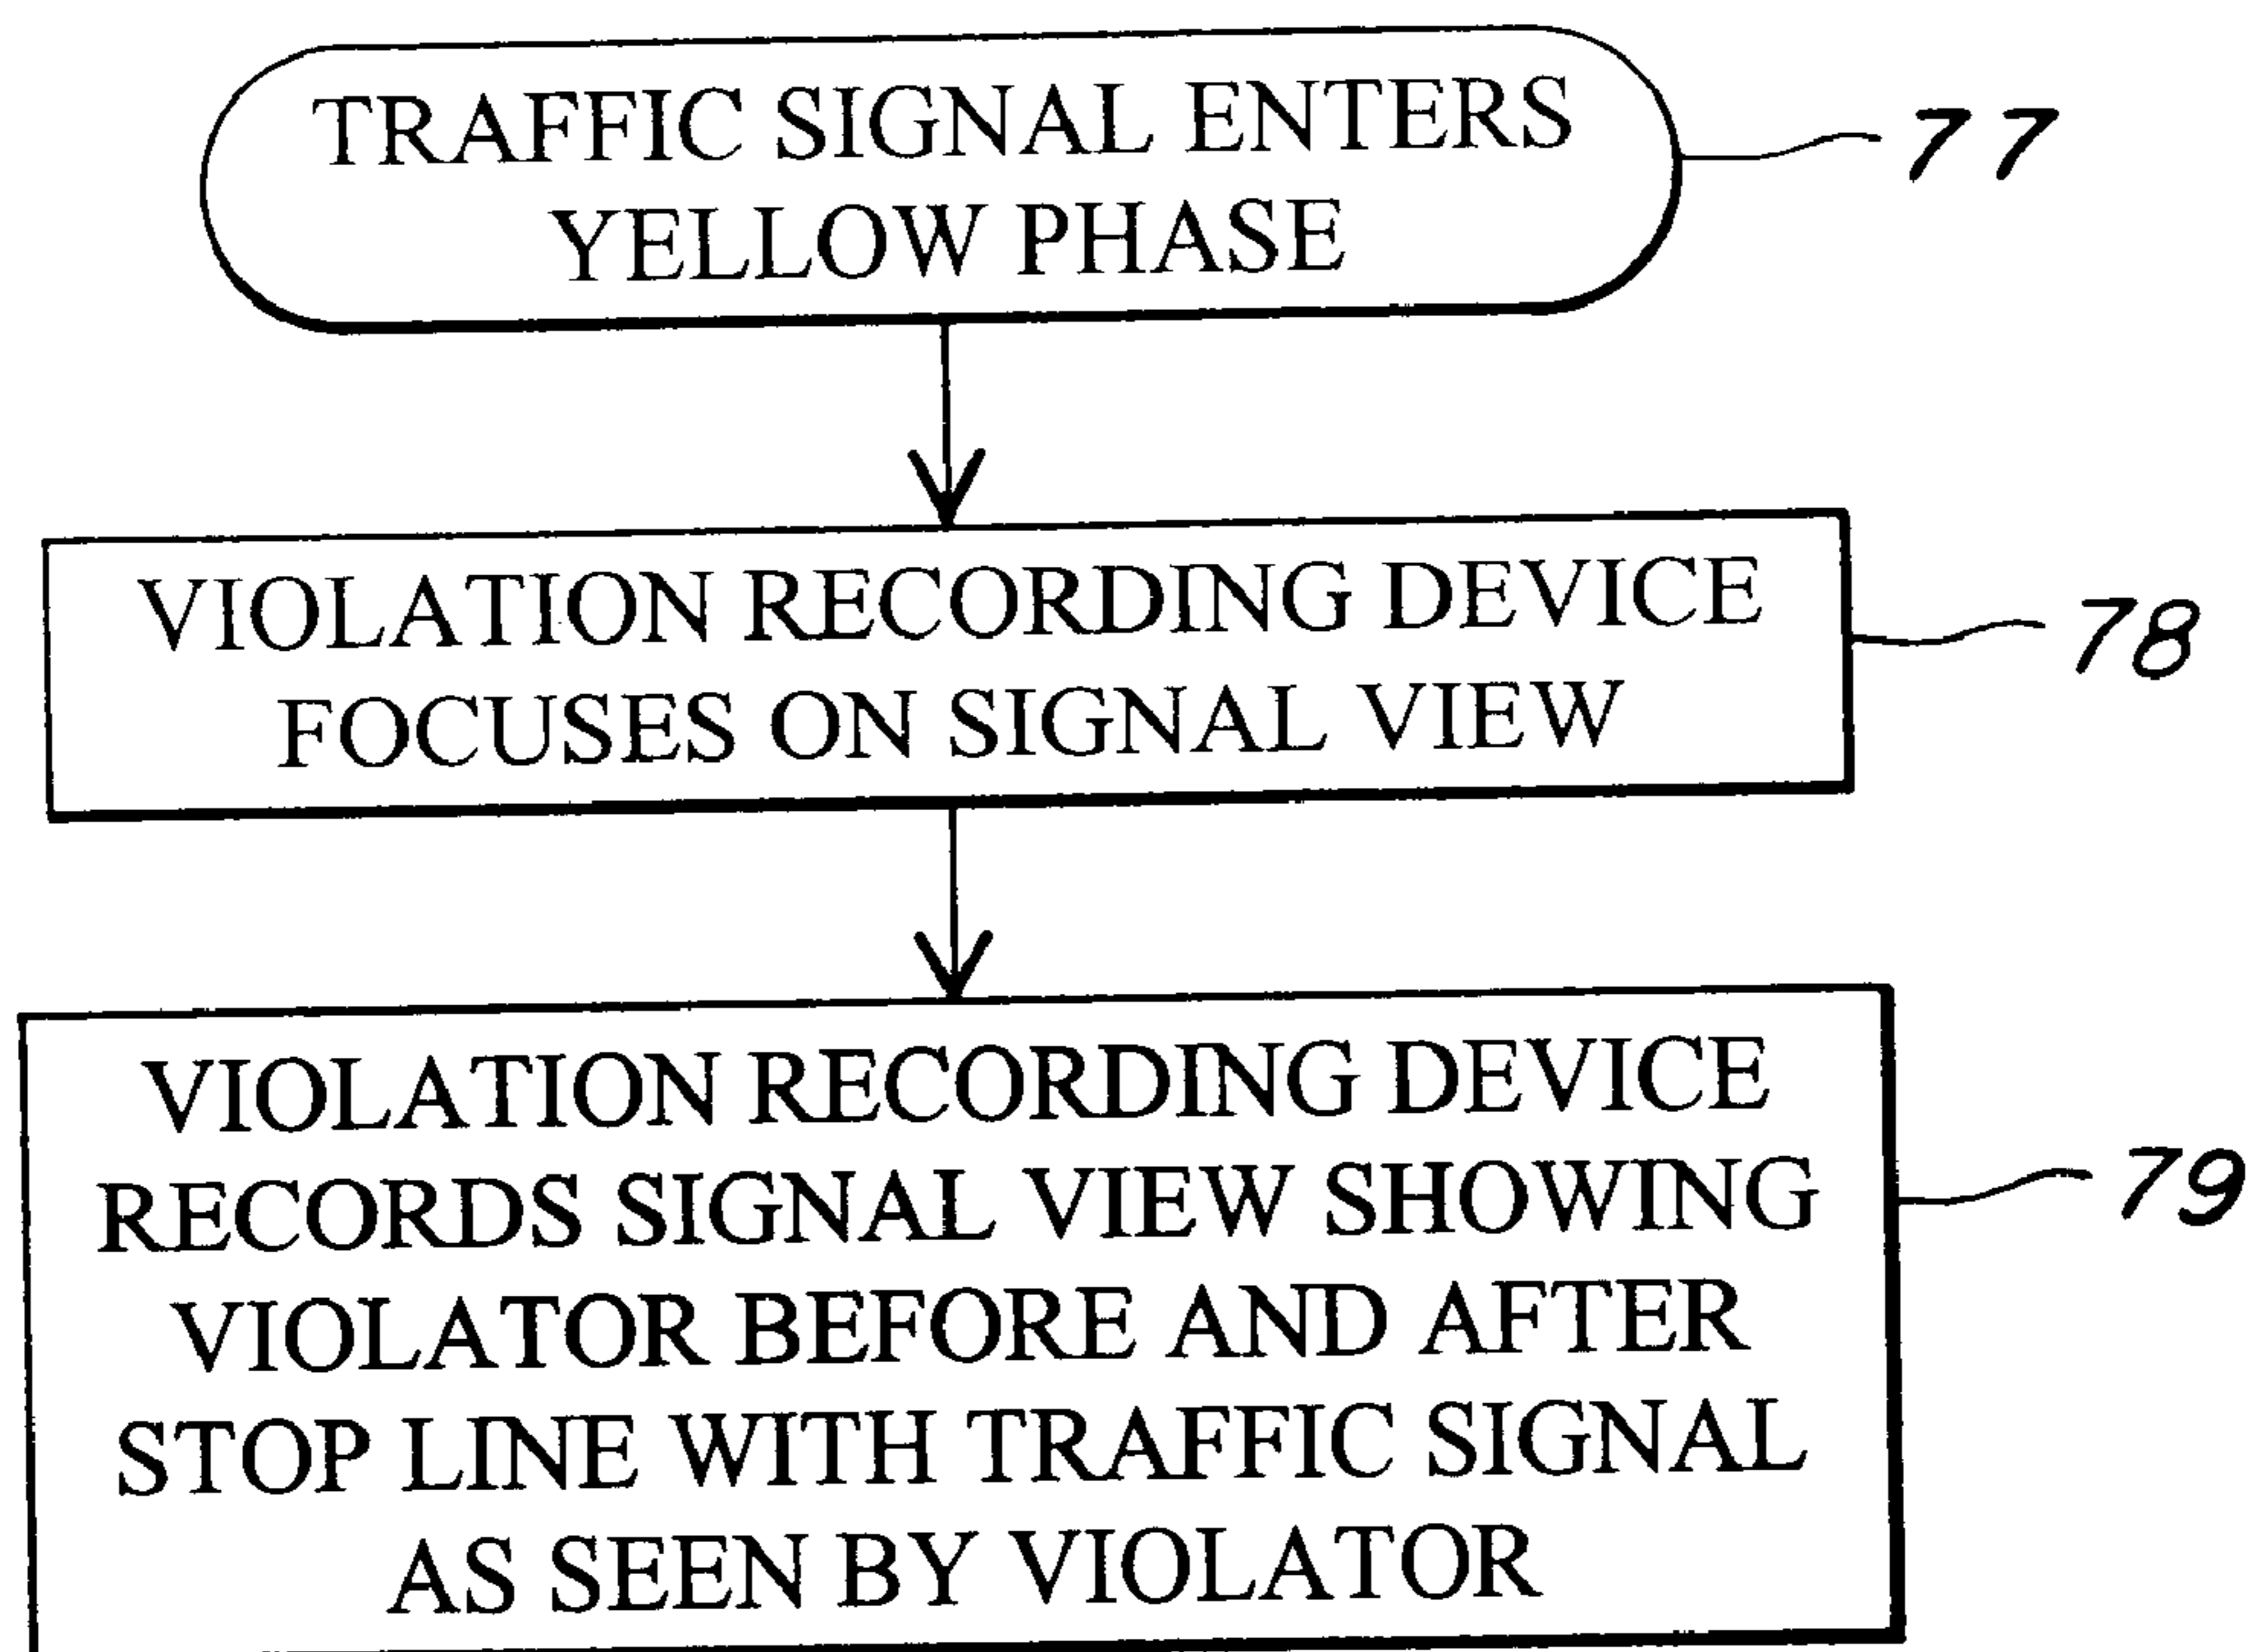 TRAFFIC SIGNAL ENTERS
YELLOW PHASE
77
VIOLATION RECORDING DEVICE
FOCUSES ON SIGNAL VIEW
78
VIOLATION RECORDING DEVICE
RECORDS SIGNAL VIEW SHOWING
VIOLATOR BEFORE AND AFTER
STOP LINE WITH TRAFFIC SIGNAL
AS SEEN BY VIOLATOR
79